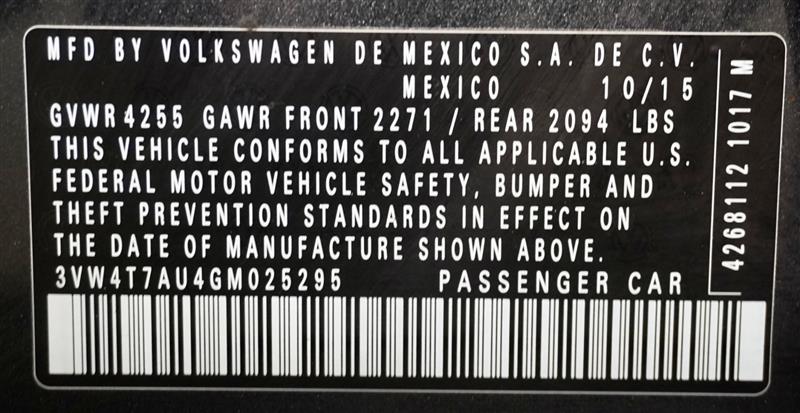 MFD BY VOLKSWAGEN DE MEXICO S.A. DE C.V.
MEXICO 10/15
GVWR 4255 GAWR FRONT 2271 / REAR 2094 LBS
THIS VEHICLE CONFORMS TO ALL APPLICABLE U.S.
FEDERAL MOTOR VEHICLE SAFETY, BUMPER AND
THEFT PREVENTION STANDARDS IN EFFECT ON
THE DATE OF MANUFACTURE SHOWN ABOVE.
3VW4T7AU4GM025295 PASSENGER CAR
4268112 1017 M